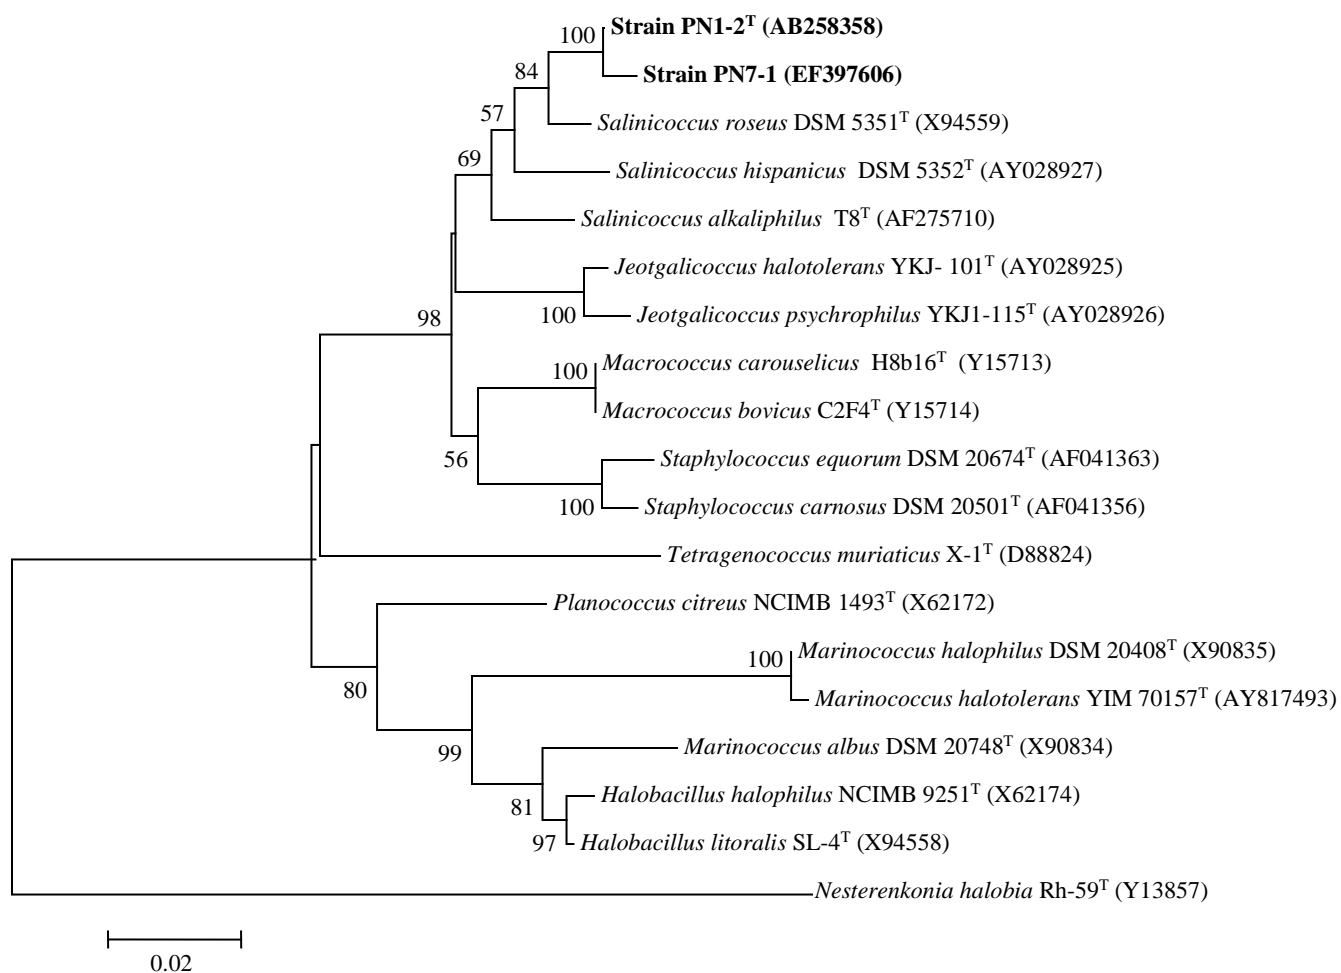 Strain PN1-2ᵀ (AB258358)
100
Strain PN7-1 (EF397606)
84
57
Salinicoccus roseus DSM 5351ᵀ (X94559)
69
Salinicoccus hispanicus DSM 5352ᵀ (AY028927)
Salinicoccus alkaliphilus T8ᵀ (AF275710)
Jeotgalicoccus halotolerans YKJ- 101ᵀ (AY028925)
98
100
Jeotgalicoccus psychrophilus YKJ1-115ᵀ (AY028926)
Macrococcus carouselicus H8b16ᵀ (Y15713)
100
Macrococcus bovicus C2F4ᵀ (Y15714)
56
Staphylococcus equorum DSM 20674ᵀ (AF041363)
100
Staphylococcus carnosus DSM 20501ᵀ (AF041356)
Tetragenococcus muriaticus X-1ᵀ (D88824)
Planococcus citreus NCIMB 1493ᵀ (X62172)
Marinococcus halophilus DSM 20408ᵀ (X90835)
100
80
Marinococcus halotolerans YIM 70157ᵀ (AY817493)
99
Marinococcus albus DSM 20748ᵀ (X90834)
81
Halobacillus halophilus NCIMB 9251ᵀ (X62174)
97
Halobacillus litoralis SL-4ᵀ (X94558)
Nesterenkonia halobia Rh-59ᵀ (Y13857)
0.02